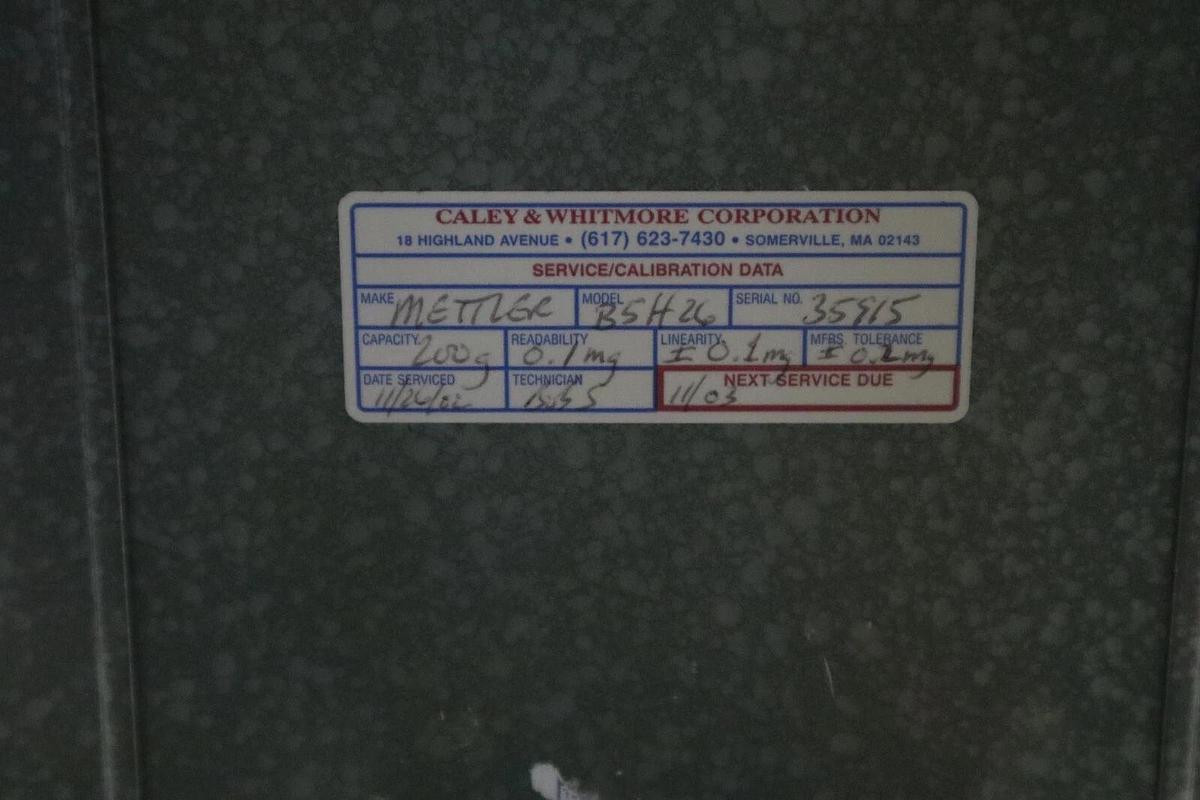 CALEY & WHITMORE CORPORATION
18 HIGHLAND AVENUE • (617) 623-7430 • SOMERVILLE, MA 02143
SERVICE/CALIBRATION DATA
MAKE METTLER MODEL B5H26 SERIAL NO. 35915
CAPACITY 200g READABILITY 0.1mg LINEARITY ± 0.1mg MFRS. TOLERANCE ± 0.2mg
DATE SERVICED 11/26/02 TECHNICIAN NEXT SERVICE DUE 11/03